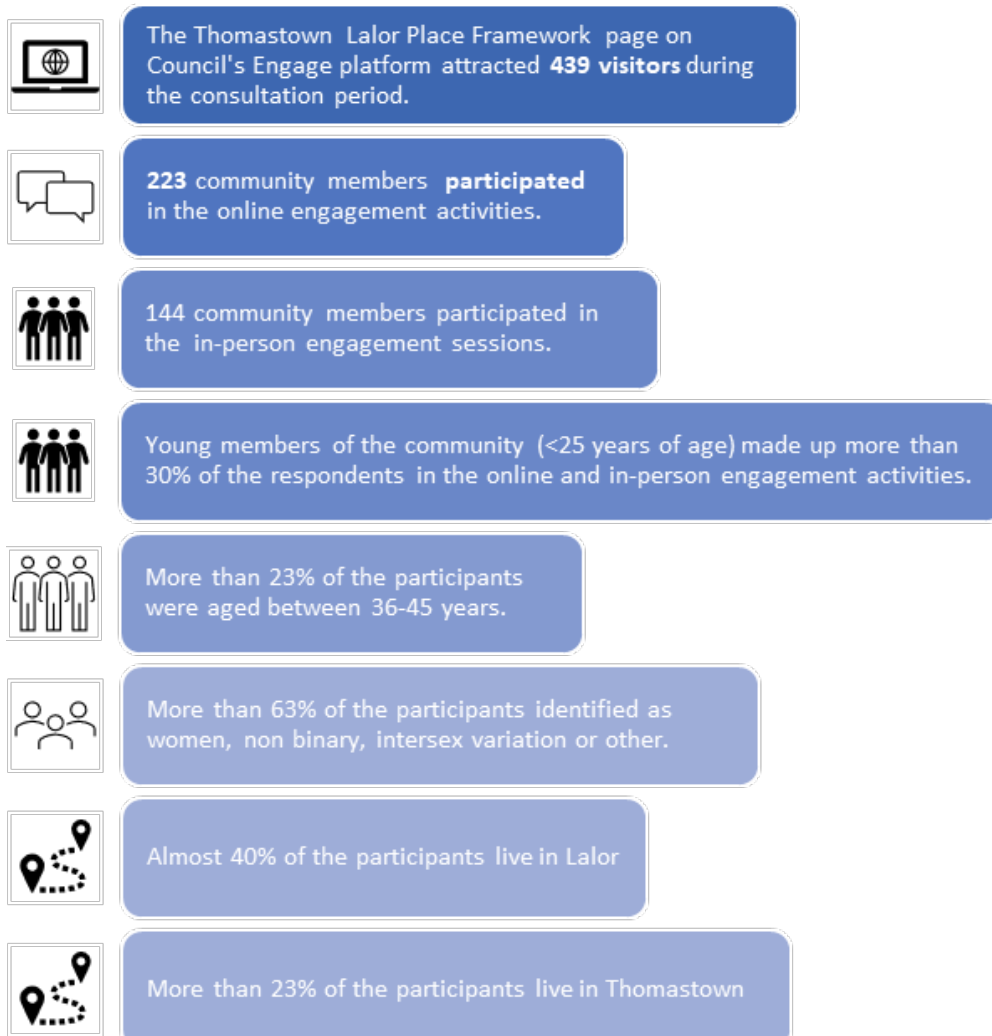 The Thomastown Lalor Place Framework page on
Council's Engage platform attracted 439 visitors during
the consultation period.
223 community members participated
in the online engagement activities.
144 community members participated in
the in-person engagement sessions.
Young members of the community (<25 years of age) made up more than
30% of the respondents in the online and in-person engagement activities.
More than 23% of the participants
were aged between 36-45 years.
More than 63% of the participants identified as
women, non binary, intersex variation or other.
Almost 40% of the participants live in Lalor
More than 23% of the participants live in Thomastown